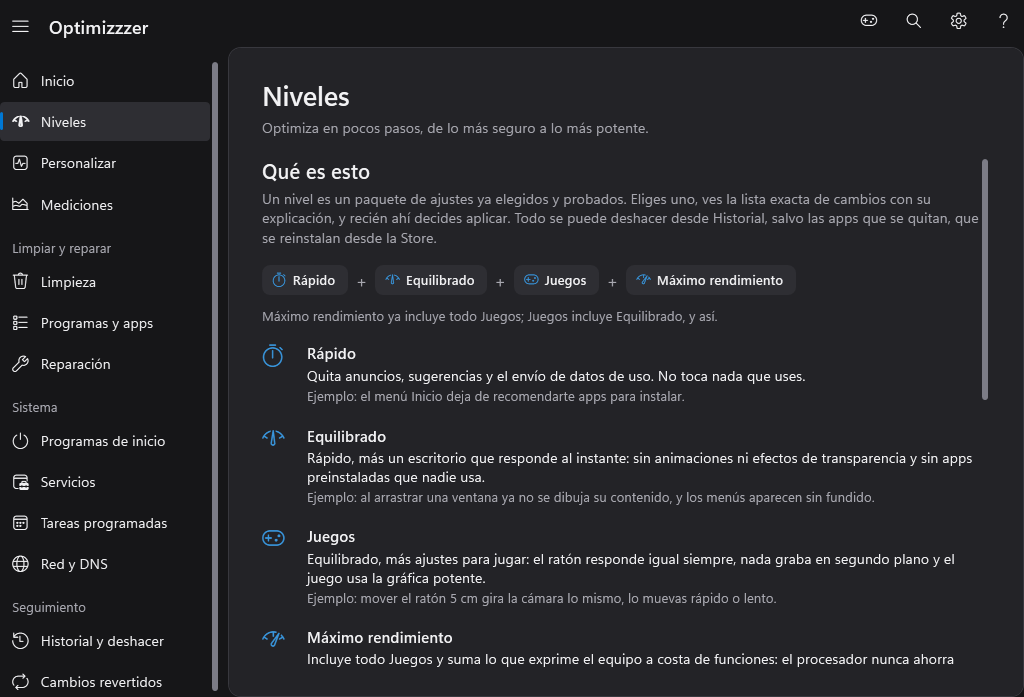 Optimizzzer
Inicio
Niveles
Personalizar
Mediciones
Limpiar y reparar
Limpieza
Programas y apps
Reparación
Sistema
Programas de inicio
Servicios
Tareas programadas
Red y DNS
Seguimiento
Historial y deshacer
Cambios revertidos
Niveles
Optimiza en pocos pasos, de lo más seguro a lo más potente.
Qué es esto
Un nivel es un paquete de ajustes ya elegidos y probados. Eliges uno, ves la lista exacta de cambios con su
explicación, y recién ahí decides aplicar. Todo se puede deshacer desde Historial, salvo las apps que se quitan, que
se reinstalan desde la Store.
Rápido + Equilibrado + Juegos + Máximo rendimiento
Máximo rendimiento ya incluye todo Juegos; Juegos incluye Equilibrado, y así.
Rápido
Quita anuncios, sugerencias y el envío de datos de uso. No toca nada que uses.
Ejemplo: el menú Inicio deja de recomendarte apps para instalar.
Equilibrado
Rápido, más un escritorio que responde al instante: sin animaciones ni efectos de transparencia y sin apps
preinstaladas que nadie usa.
Ejemplo: al arrastrar una ventana ya no se dibuja su contenido, y los menús aparecen sin fundido.
Juegos
Equilibrado, más ajustes para jugar: el ratón responde igual siempre, nada graba en segundo plano y el
juego usa la gráfica potente.
Ejemplo: mover el ratón 5 cm gira la cámara lo mismo, lo muevas rápido o lento.
Máximo rendimiento
Incluye todo Juegos y suma lo que exprime el equipo a costa de funciones: el procesador nunca ahorra